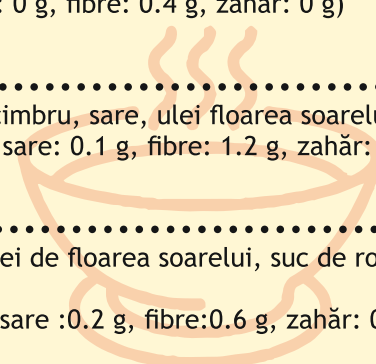 0 g, fibre: 0.4 g, zahăr: 0 g)
cimbru, sare, ulei floarea soarelu
sare: 0.1 g, fibre: 1.2 g, zahăr:
ei de floarea soarelui, suc de ro
sare :0.2 g, fibre:0.6 g, zahăr: 0